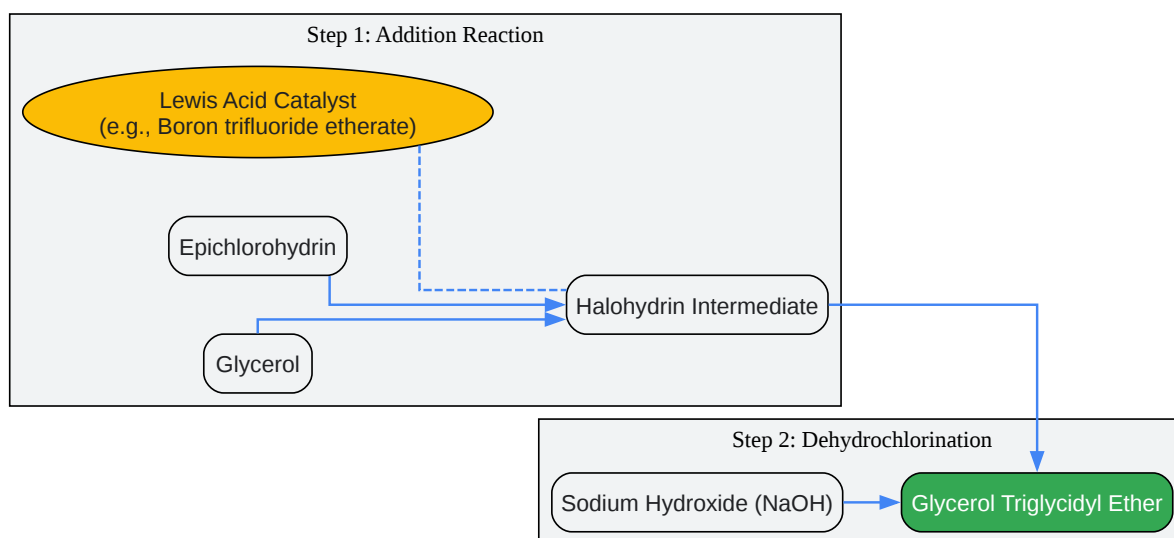 Step 1: Addition Reaction
Lewis Acid Catalyst
(e.g., Boron trifluoride etherate)
Epichlorohydrin
Halohydrin Intermediate
Glycerol
Step 2: Dehydrochlorination
Sodium Hydroxide (NaOH)
Glycerol Triglycidyl Ether